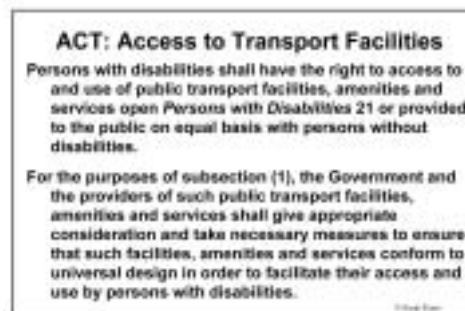 ACT: Access to Transport Facilities
Persons with disabilities shall have the right to access to
and use of public transport facilities, amenities and
services open Persons with Disabilities 21 or provided
to the public on equal basis with persons without
disabilities.
For the purposes of subsection (1), the Government and
the providers of such public transport facilities,
amenities and services shall give appropriate
consideration and take necessary measures to ensure
that such facilities, amenities and services conform to
universal design in order to facilitate their access and
use by persons with disabilities.